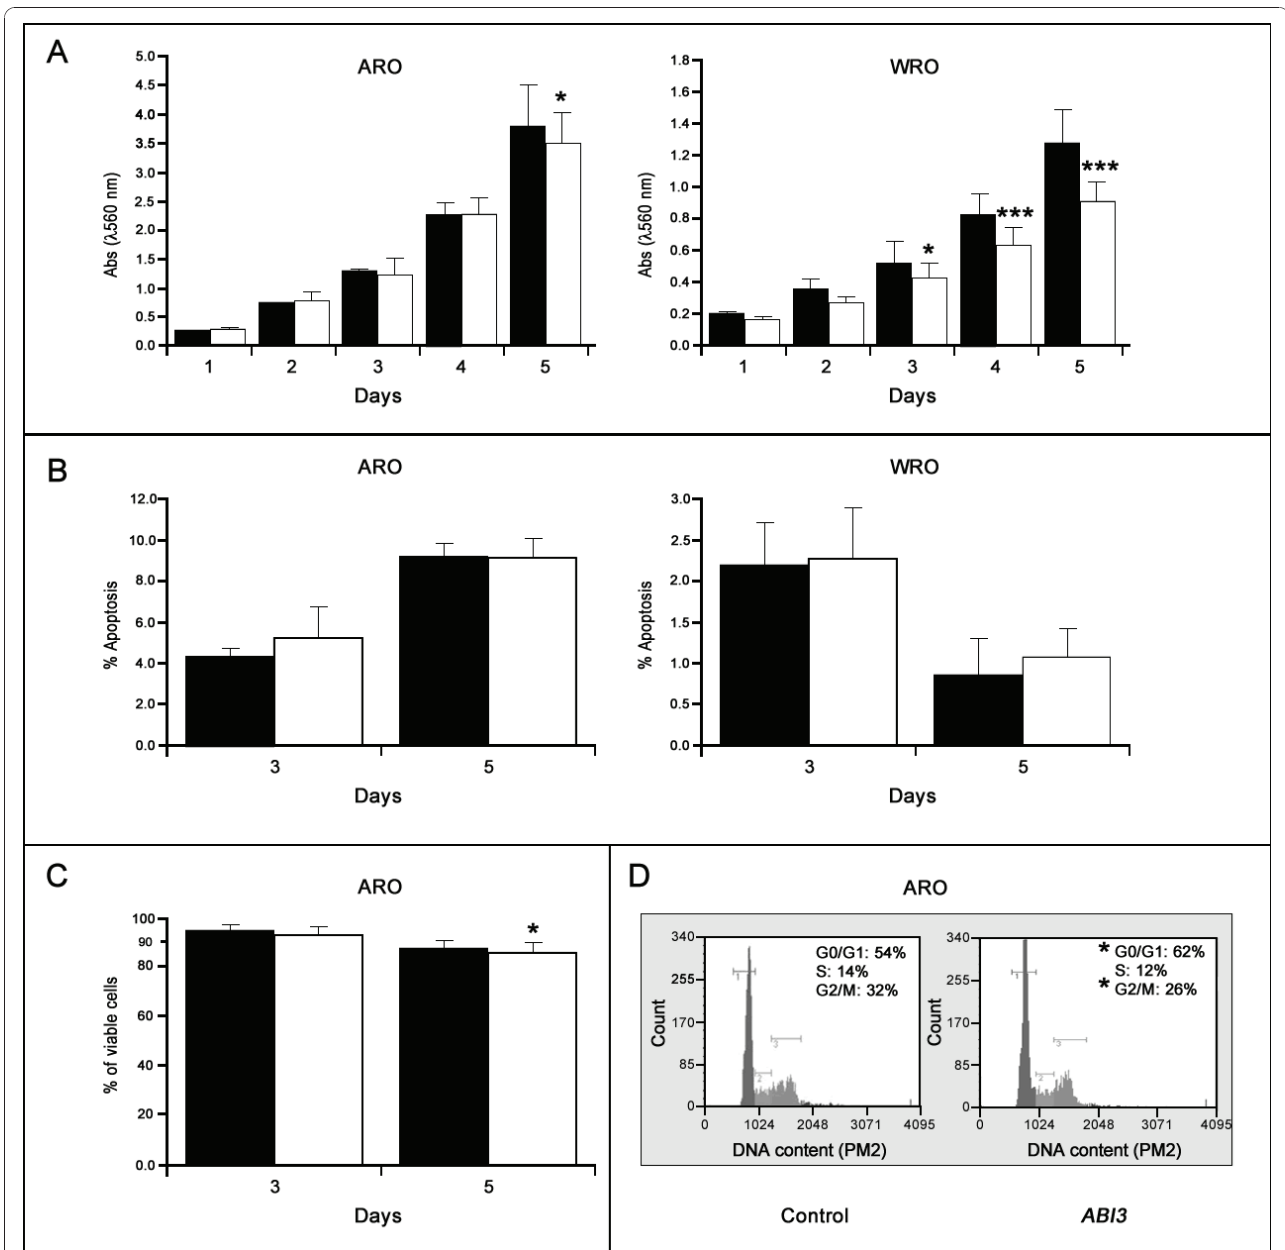 A
ARO
WRO
5.0
4.5
4.0
3.5
3.0
2.5
2.0
1.5
1.0
0.5
0.0
Abs (λ560 nm)
*
1 2 3 4 5
Days
1.8
1.6
1.4
1.2
1.0
0.8
0.6
0.4
0.2
0.0
Abs (λ560 nm)
*
***
***
1 2 3 4 5
Days
B
ARO
WRO
12.0
10.0
8.0
6.0
4.0
2.0
0.0
% Apoptosis
3 5
Days
3.0
2.5
2.0
1.5
1.0
0.5
0.0
% Apoptosis
3 5
Days
C
ARO
100
90
80
60
40
20
0.0
% of viable cells
*
3 5
Days
D
ARO
340
255
170
85
0
Count
G0/G1: 54%
S: 14%
G2/M: 32%
1
2
3
0 1024 2048 3071 4095
DNA content (PM2)
Control
340
255
170
85
0
Count
* G0/G1: 62%
S: 12%
* G2/M: 26%
1
2
3
0 1024 2048 3071 4095
DNA content (PM2)
ABI3